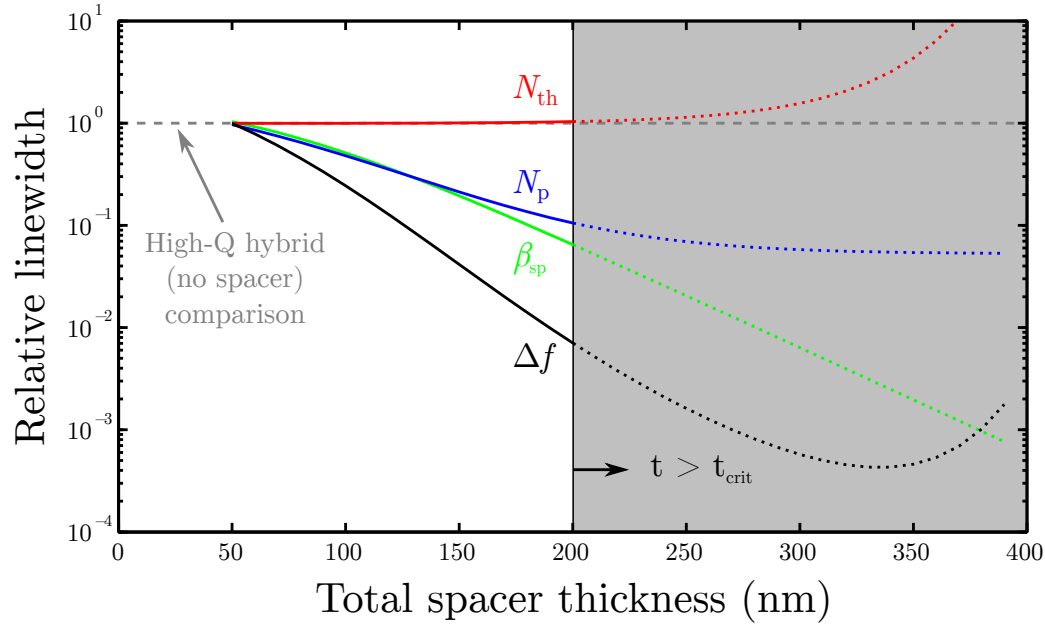 Relative linewidth
10^1
10^0
10^-1
10^-2
10^-3
10^-4
N_th
N_p
β_sp
Δf
High-Q hybrid
(no spacer)
comparison
t > t_crit
0 50 100 150 200 250 300 350 400
Total spacer thickness (nm)